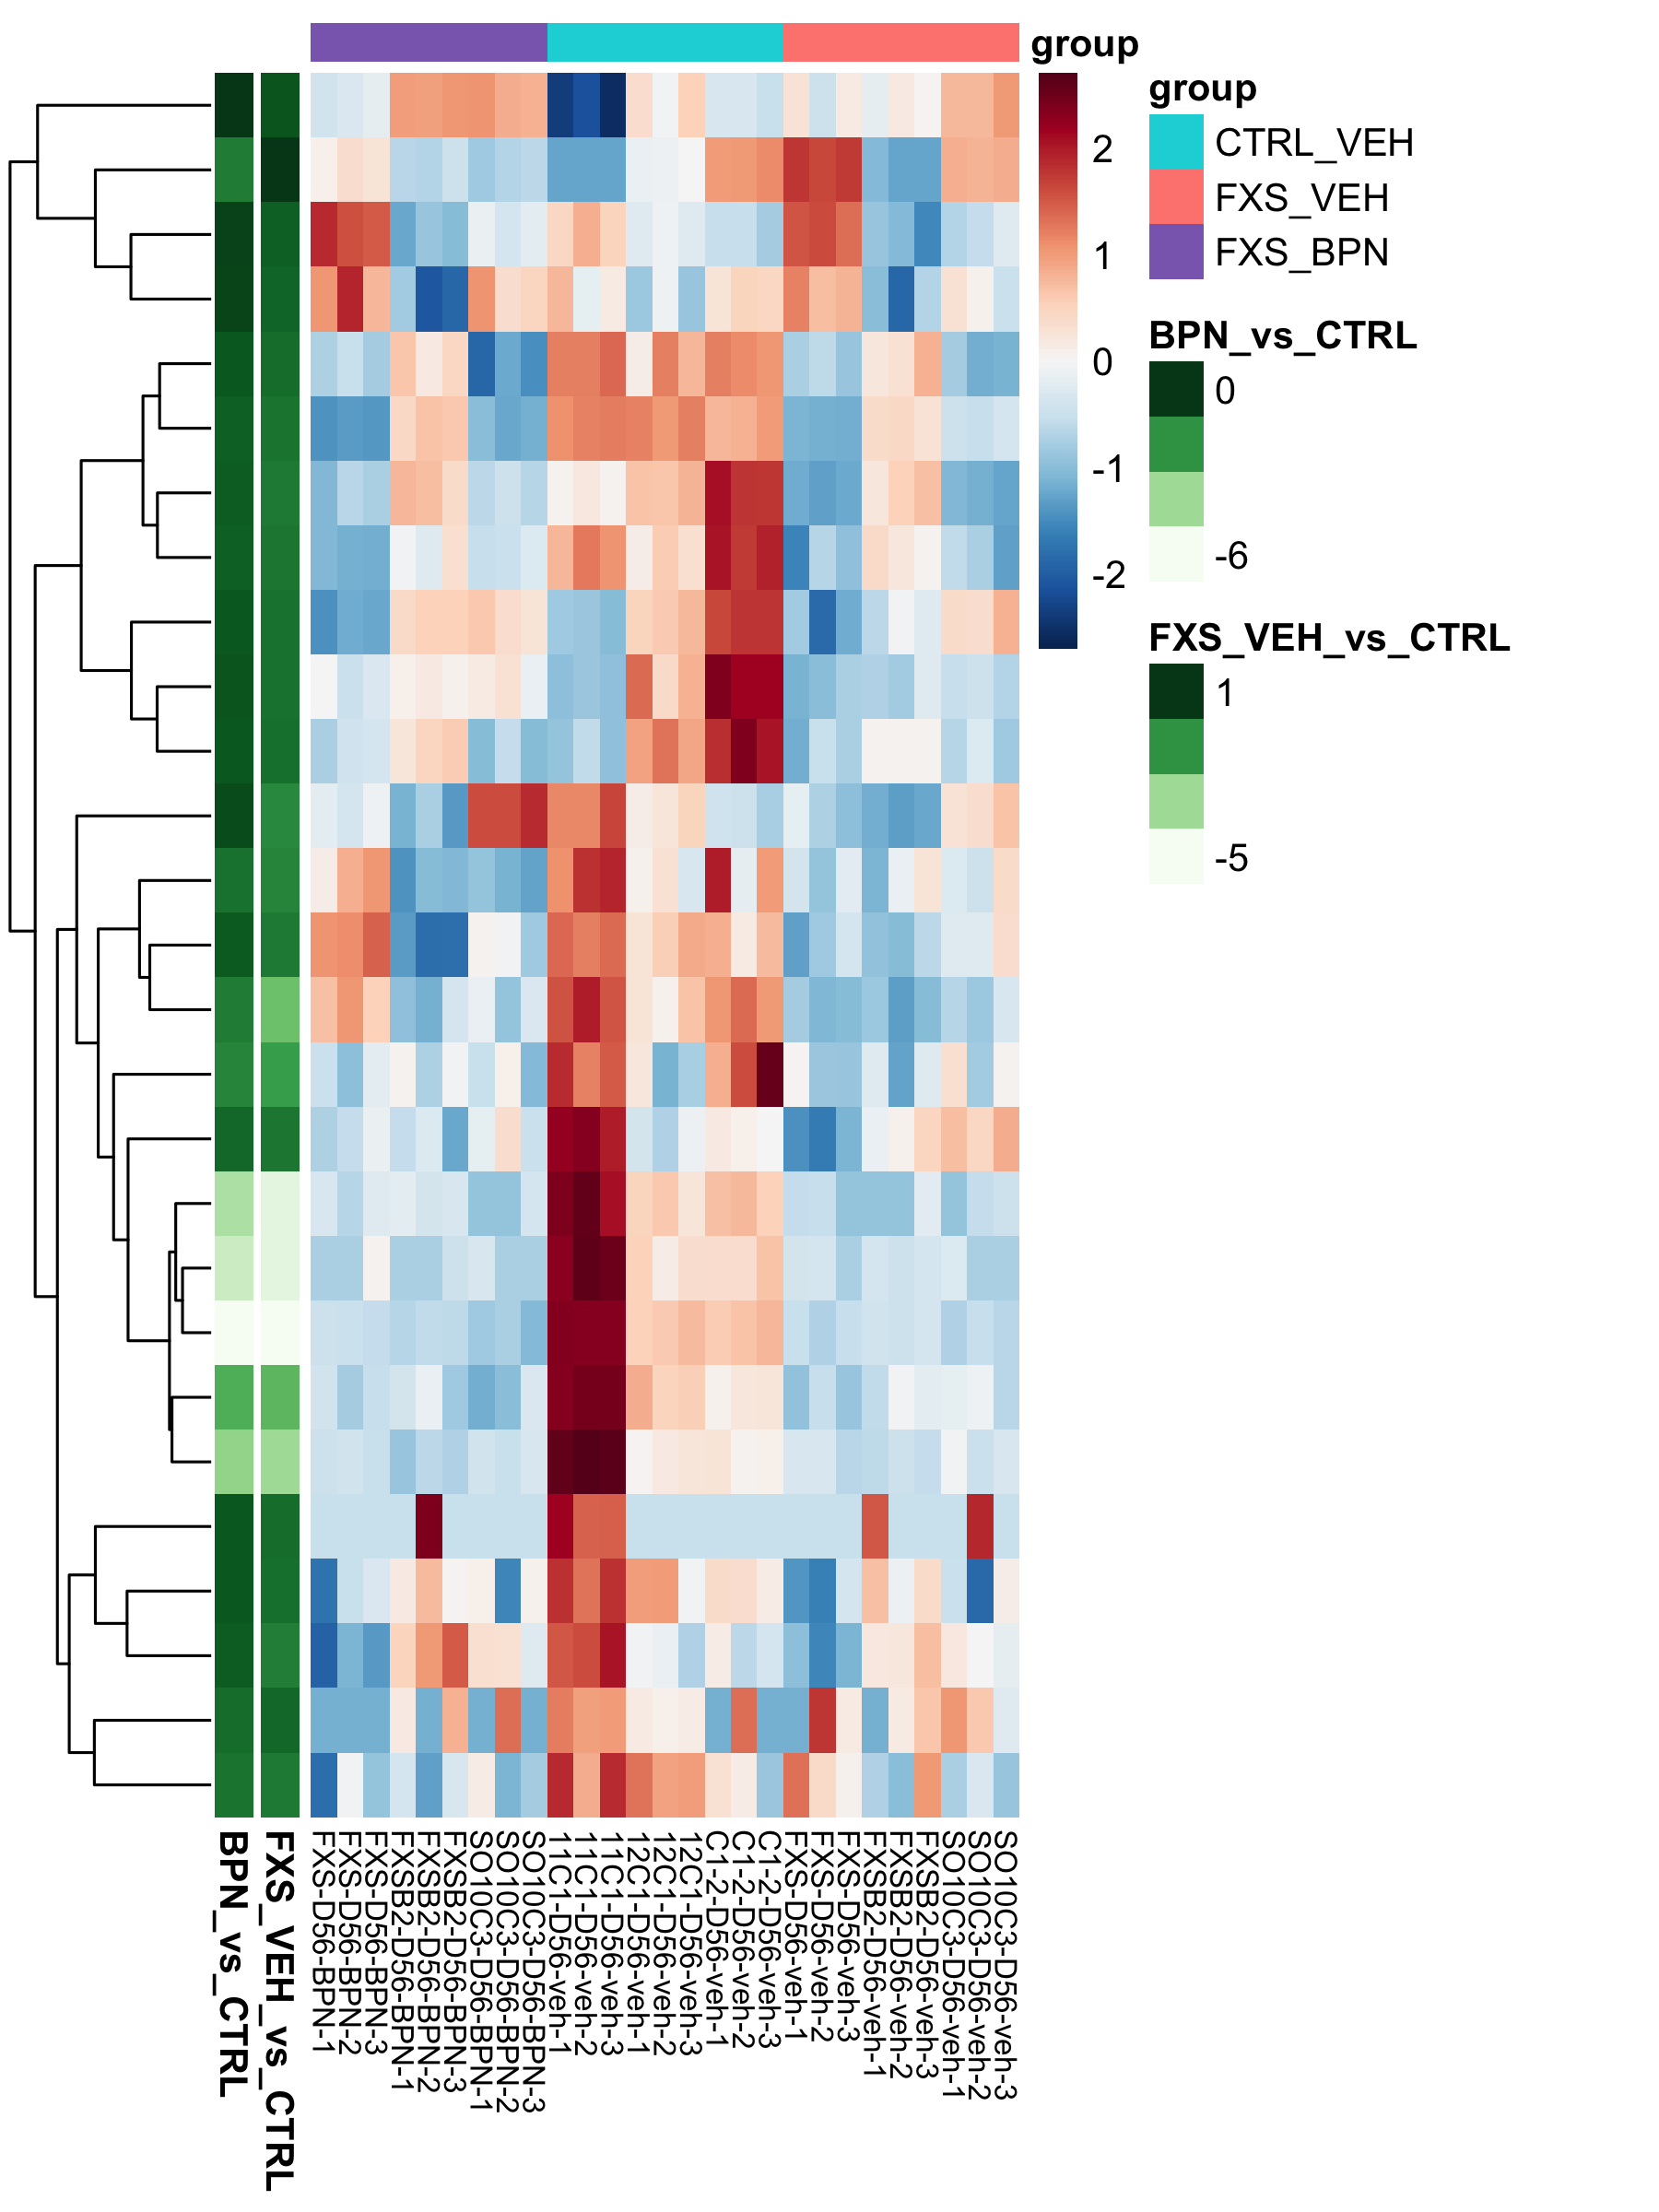 group
2
1
0
-1
-2
group
CTRL_VEH
FXS_VEH
FXS_BPN
BPN_vs_CTRL
0
-6
FXS_VEH_vs_CTRL
1
-5
BPN_vs_CTRL
FXS_VEH_vs_CTRL
FXS-D56-BPN-1
FXS-D56-BPN-2
FXS-D56-BPN-3
FXSB2-D56-BPN-1
FXSB2-D56-BPN-2
FXSB2-D56-BPN-3
SO10C3-D56-BPN-1
SO10C3-D56-BPN-2
SO10C3-D56-BPN-3
11C1-D56-veh-1
11C1-D56-veh-2
11C1-D56-veh-3
12C1-D56-veh-1
12C1-D56-veh-2
12C1-D56-veh-3
C1-2-D56-veh-1
C1-2-D56-veh-2
C1-2-D56-veh-3
FXS-D56-veh-1
FXS-D56-veh-2
FXS-D56-veh-3
FXSB2-D56-veh-1
FXSB2-D56-veh-2
FXSB2-D56-veh-3
SO10C3-D56-veh-1
SO10C3-D56-veh-2
SO10C3-D56-veh-3